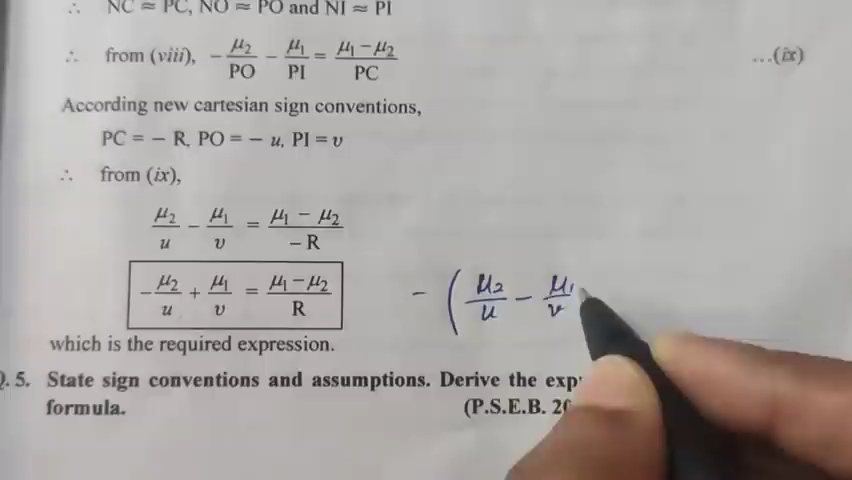 ∴ NC ≈ PC, NO ≈ PO and NI ≈ PI
∴ from (viii), -μ₂/PO - μ₁/PI = (μ₁-μ₂)/PC ...(ix)
According new cartesian sign conventions,
PC = - R, PO = - u, PI = v
∴ from (ix),
μ₂/u - μ₁/v = (μ₁ - μ₂)/-R
-μ₂/u + μ₁/v = (μ₁-μ₂)/R
- ( μ₂/u - μ₁/v
which is the required expression.
Q.5. State sign conventions and assumptions. Derive the
formula. (P.S.E.B.